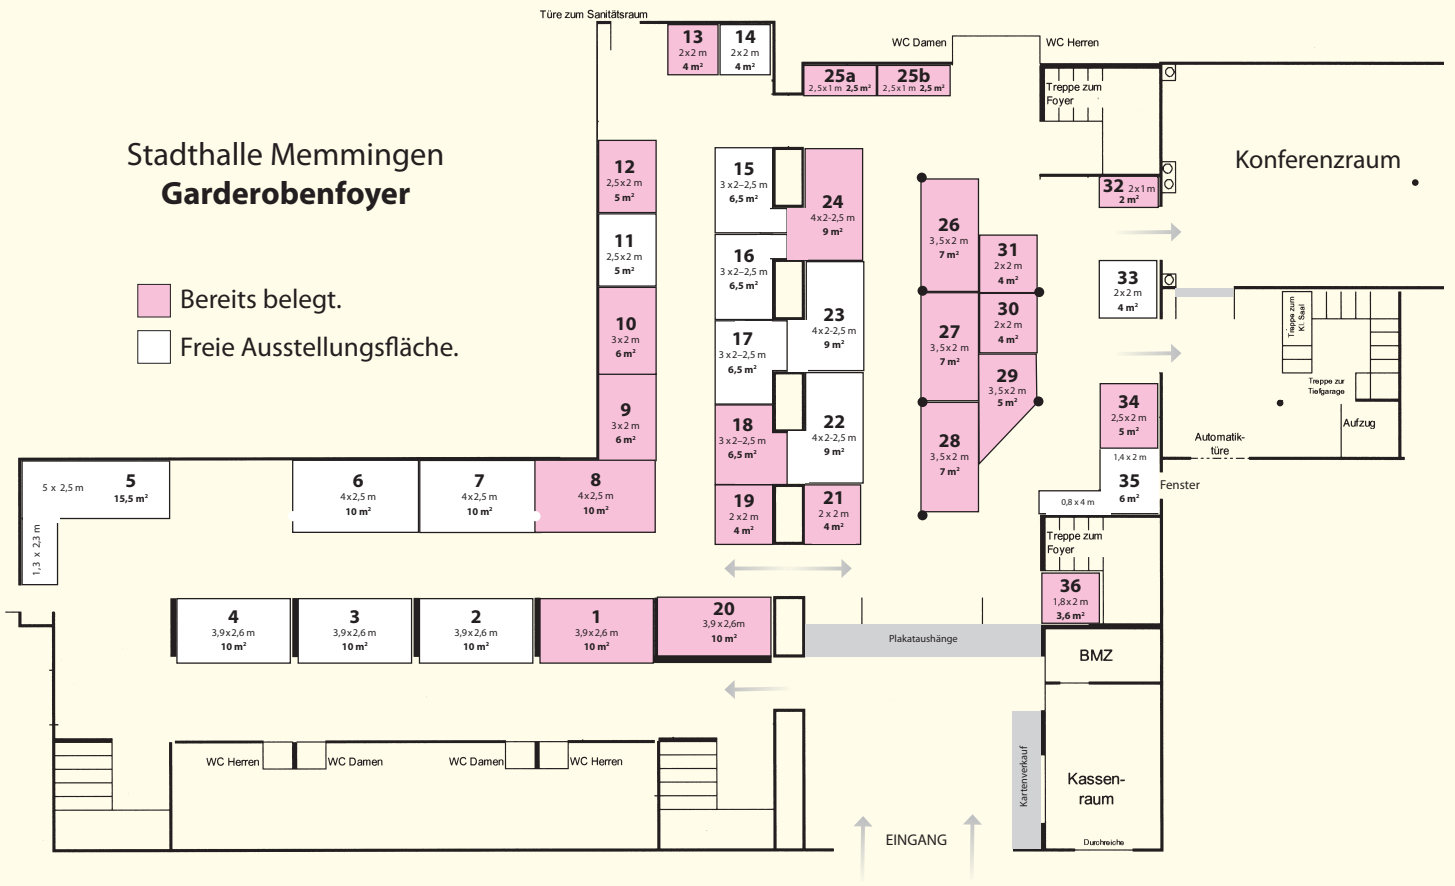 Türe zum Sanitätsraum
13
2x2 m
4 m²
14
2x2 m
4 m²
WC Damen
WC Herren
25a
2,5x1 m 2,5 m²
25b
2,5x1 m 2,5 m²
Treppe zum
Foyer
Stadthalle Memmingen
Garderobenfoyer
Konferenzraum
12
2,5x2 m
5 m²
15
3 x2–2,5 m
6,5 m²
24
4x2-2,5 m
9 m²
32 2x1m
2 m²
11
2,5x2 m
5 m²
26
3,5x2 m
7 m²
31
2x2 m
4 m²
16
3 x2–2,5 m
6,5 m²
33
2x2 m
4 m²
Bereits belegt.
Freie Ausstellungsfläche.
10
3x2 m
6 m²
23
4x2-2,5 m
9 m²
30
2x2 m
4 m²
Treppe zum
Kl. Saal
17
3 x2–2,5 m
6,5 m²
27
3,5x2 m
7 m²
29
3,5x2 m
5 m²
Treppe zur
Tiefgarage
9
3x2 m
6 m²
18
3 x2–2,5 m
6,5 m²
22
4x2-2,5 m
9 m²
28
3,5x2 m
7 m²
34
2,5x2 m
5 m²
Aufzug
Automatik-
türe
1,4 x 2 m
35
6 m²
0,8 x 4 m
Fenster
5 x 2,5 m
5
15,5 m²
1,3 x 2,3 m
6
4x2,5 m
10 m²
7
4x2,5 m
10 m²
8
4x2,5 m
10 m²
19
2 x2 m
4 m²
21
2 x 2 m
4 m²
Treppe zum
Foyer
36
1,8x2 m
3,6 m²
4
3,9x2,6 m
10 m²
3
3,9x2,6 m
10 m²
2
3,9x2,6 m
10 m²
1
3,9x2,6 m
10 m²
20
3,9 x2,6m
10 m²
Plakataushänge
BMZ
WC Herren
WC Damen
WC Damen
WC Herren
Kartenverkauf
Kassen-
raum
EINGANG
Durchreiche